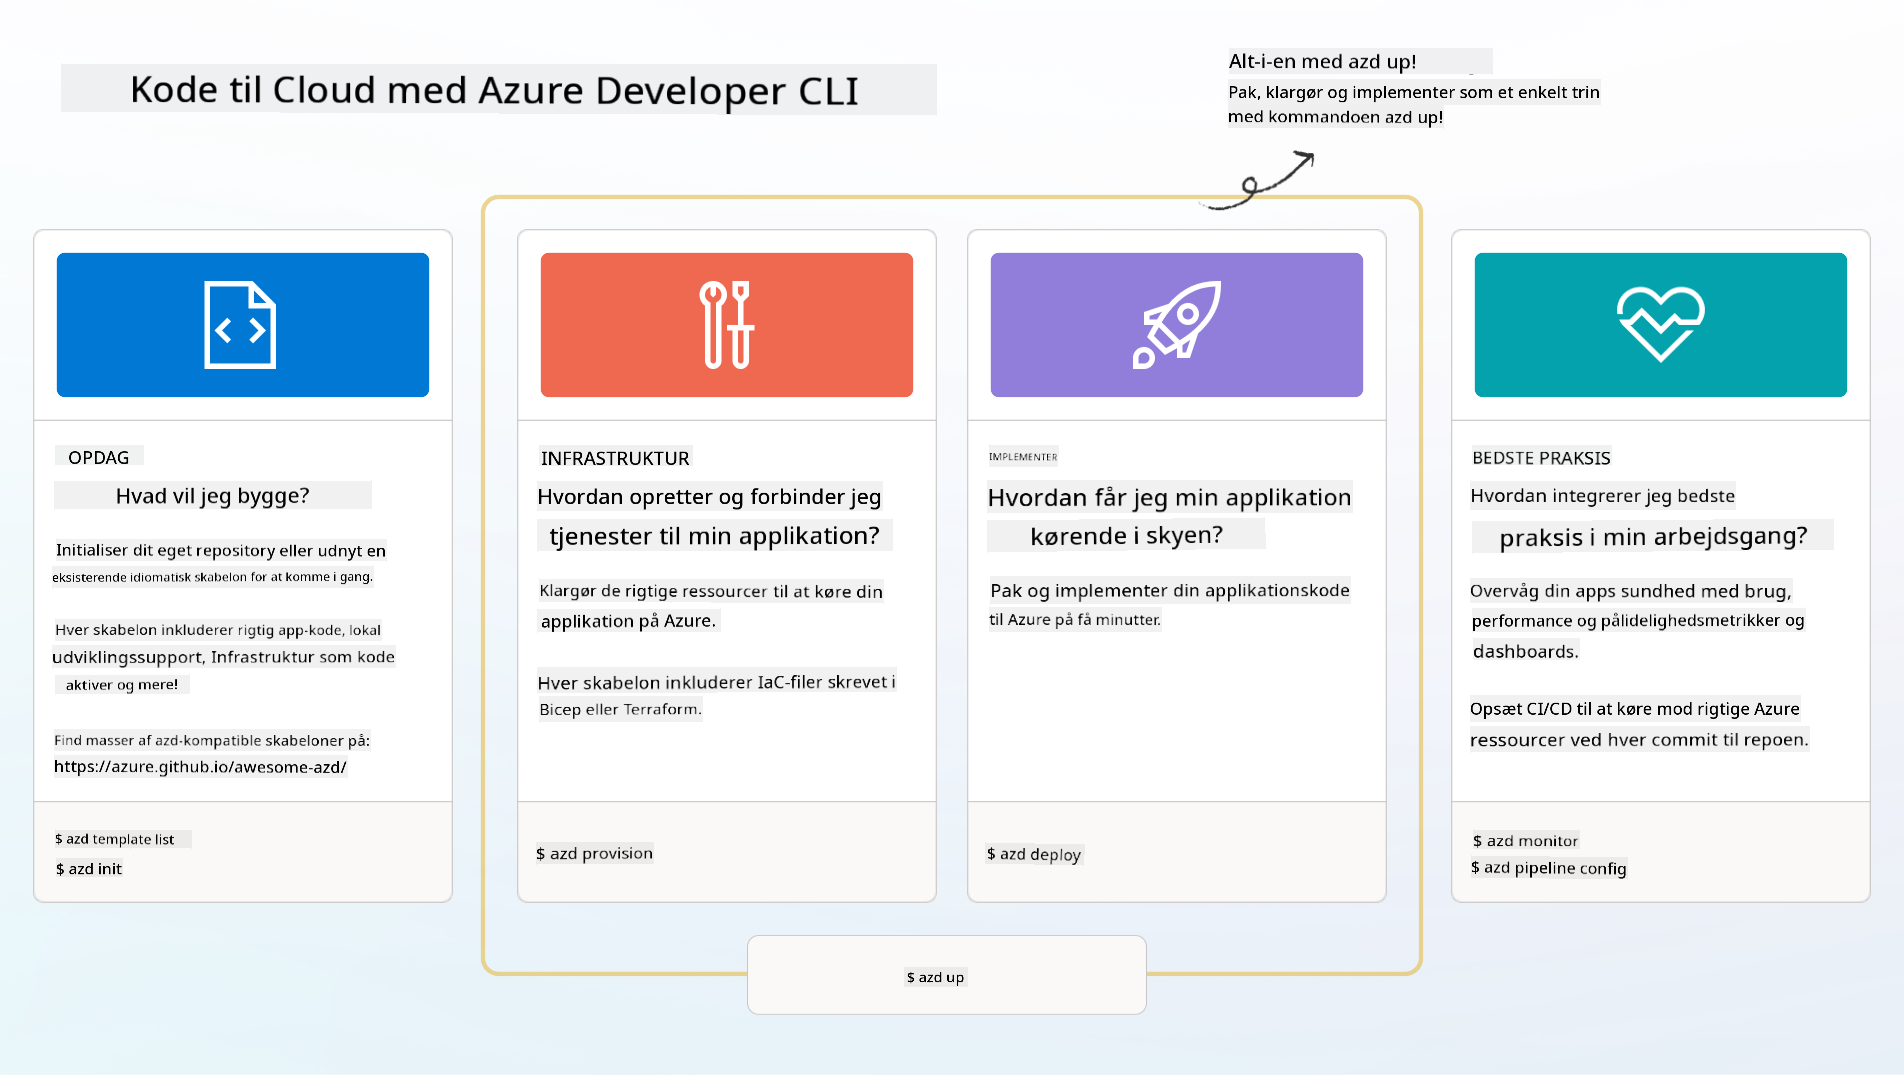 Kode til Cloud med Azure Developer CLI
Alt-i-en med azd up!
Pak, klargør og implementer som et enkelt trin
med kommandoen azd up!
OPDAG
Hvad vil jeg bygge?
Initialiser dit eget repository eller udnyt en
eksisterende idiomatisk skabelon for at komme i gang.
Hver skabelon inkluderer rigtig app-kode, lokal
udviklingssupport, Infrastruktur som kode
aktiver og mere!
Find masser af azd-kompatible skabeloner på:
https://azure.github.io/awesome-azd/
$ azd template list
$ azd init
INFRASTRUKTUR
Hvordan opretter og forbinder jeg
tjenester til min applikation?
Klargør de rigtige ressourcer til at køre din
applikation på Azure.
Hver skabelon inkluderer IaC-filer skrevet i
Bicep eller Terraform.
$ azd provision
IMPLEMENTER
Hvordan får jeg min applikation
kørende i skyen?
Pak og implementer din applikationskode
til Azure på få minutter.
$ azd deploy
BEDSTE PRAKSIS
Hvordan integrerer jeg bedste
praksis i min arbejdsgang?
Overvåg din apps sundhed med brug,
performance og pålidelighedsmetrikker og
dashboards.
Opsæt CI/CD til at køre mod rigtige Azure
ressourcer ved hver commit til repoen.
$ azd monitor
$ azd pipeline config
$ azd up